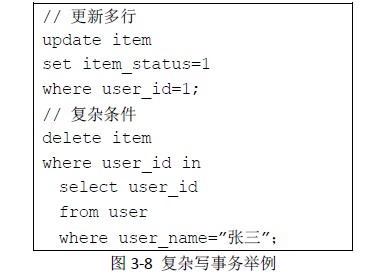 // 更新多行
update item
set item_status=1
where user_id=1;
// 复杂条件
delete item
where user_id in
select user_id
from user
where user_name=”张三”;
图 3-8 复杂写事务举例